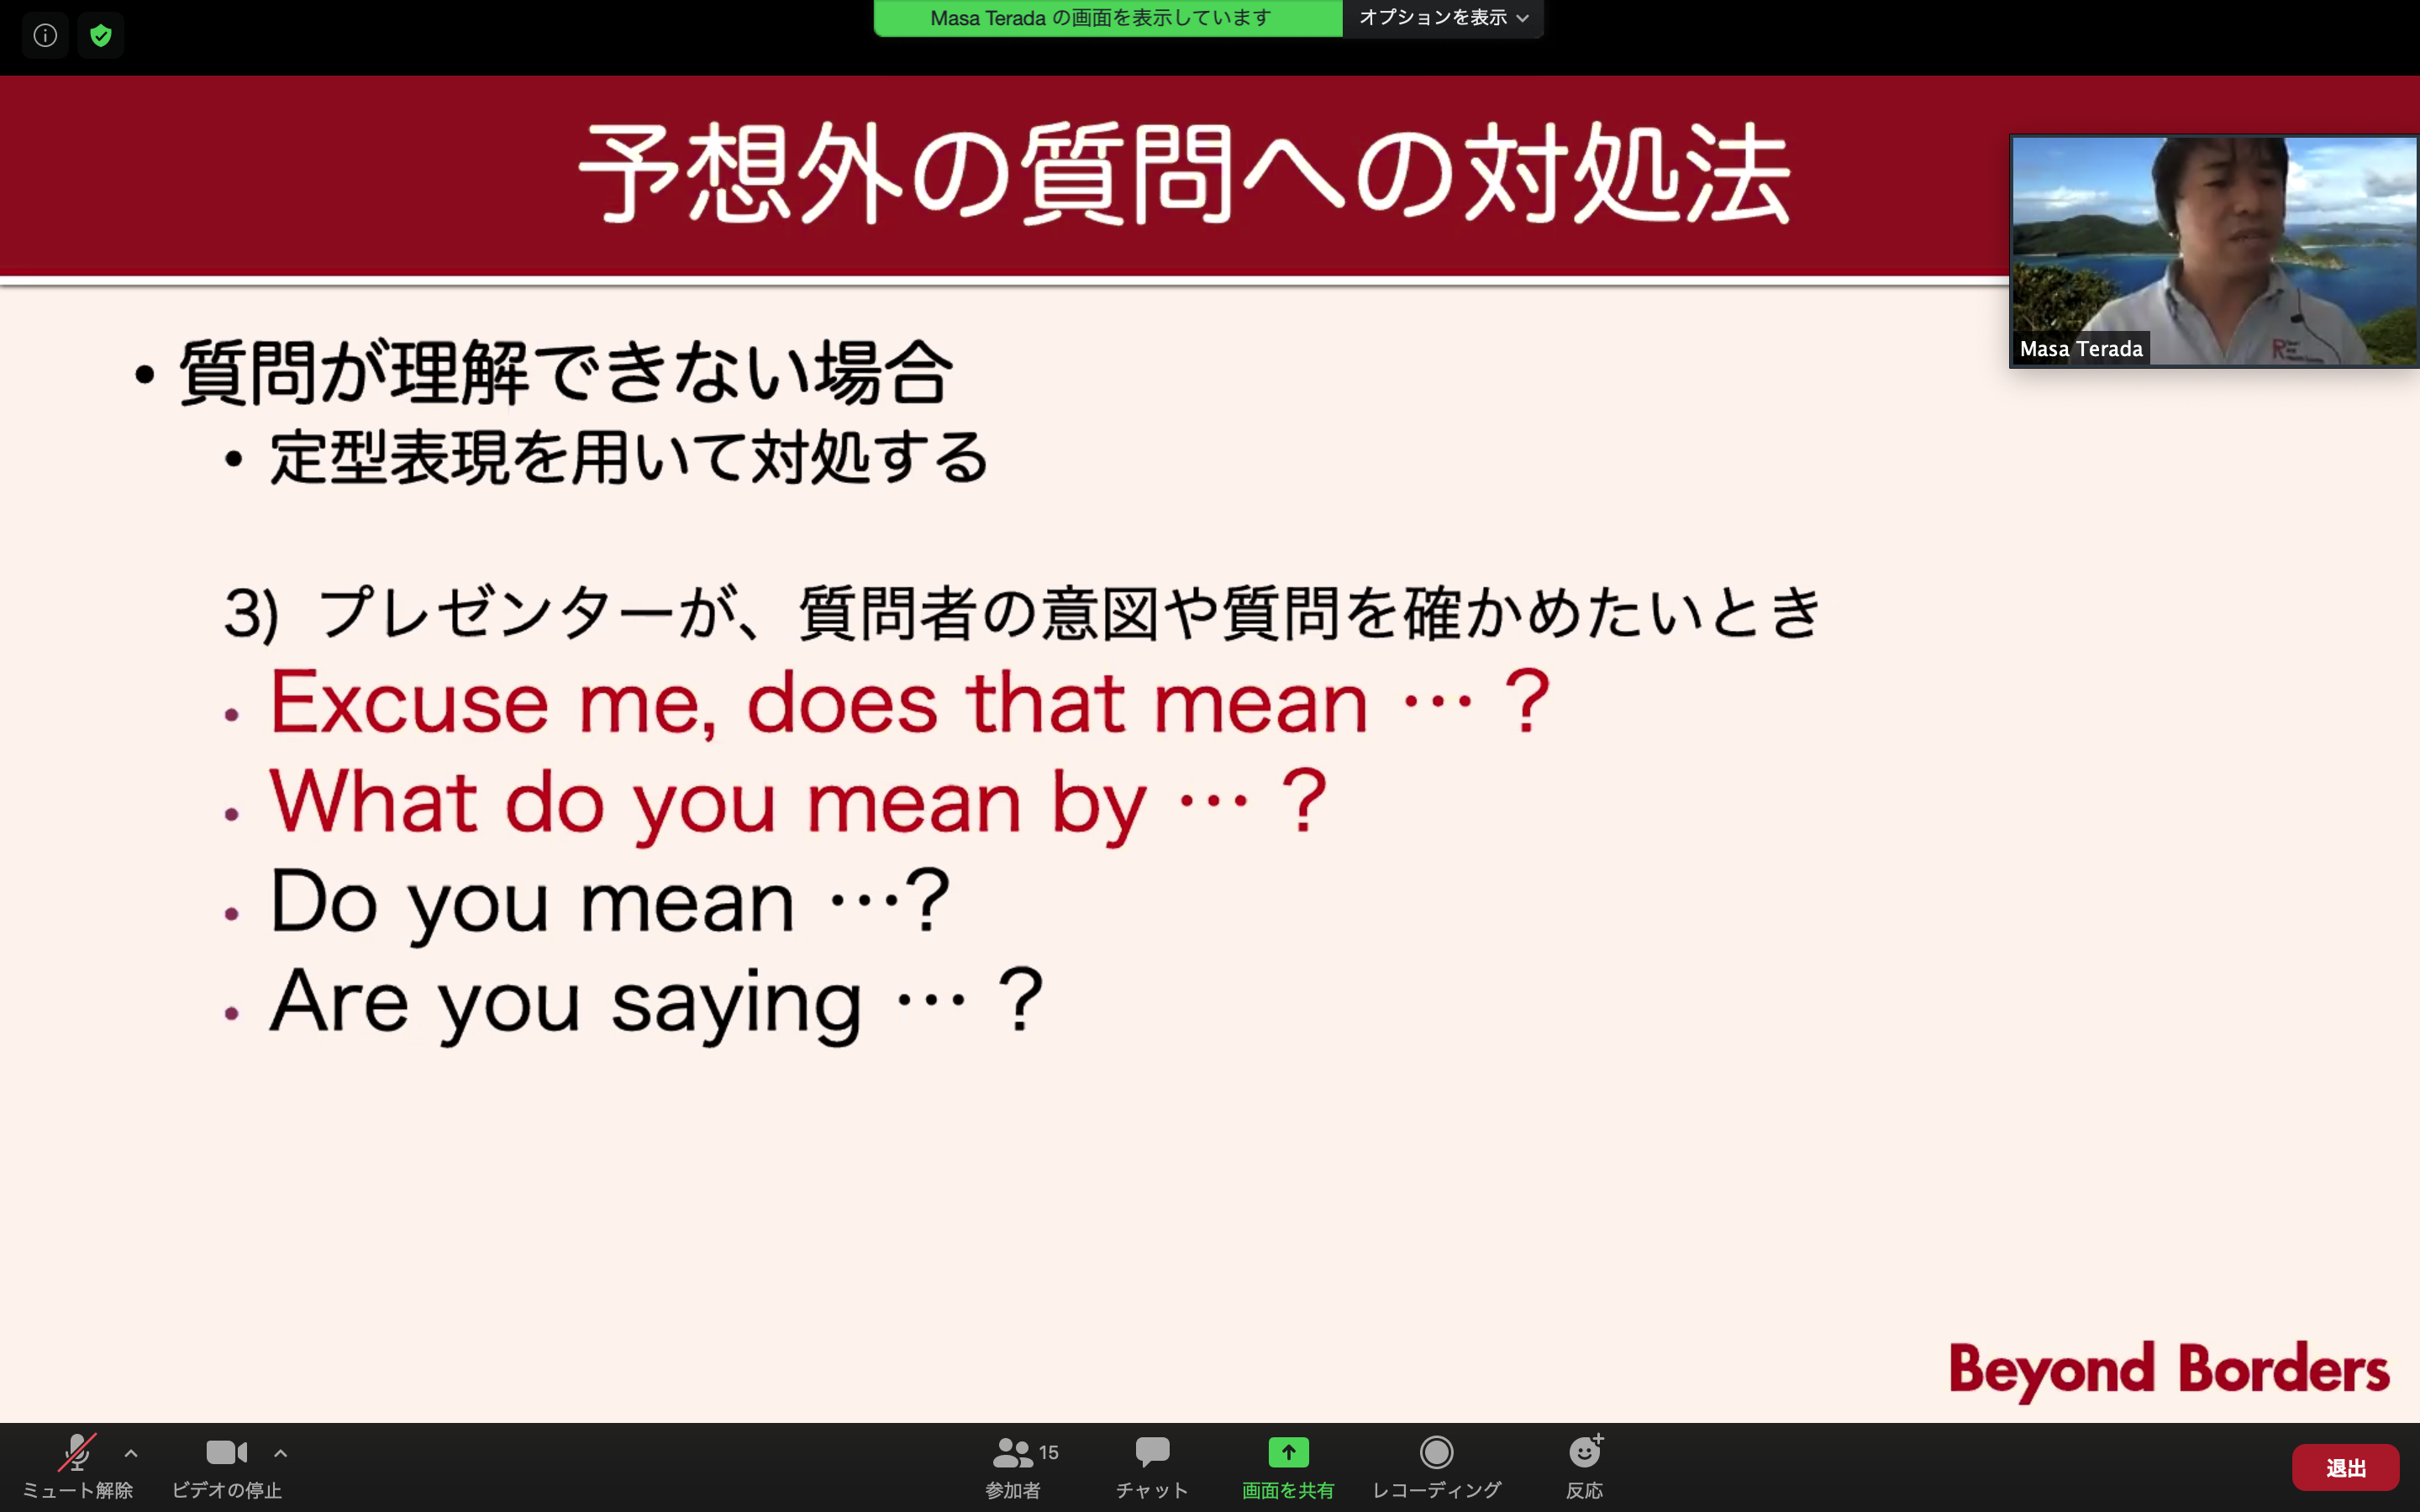 Masa Terada の画面を表示しています
オプションを表示
予想外の質問への対処法
Masa Terada
• 質問が理解できない場合
• 定型表現を用いて対処する
3) プレゼンターが、質問者の意図や質問を確かめたいとき
• Excuse me, does that mean … ?
• What do you mean by … ?
• Do you mean …?
• Are you saying … ?
Beyond Borders
ミュート解除
ビデオの停止
15
参加者
チャット
画面を共有
レコーディング
反応
退出